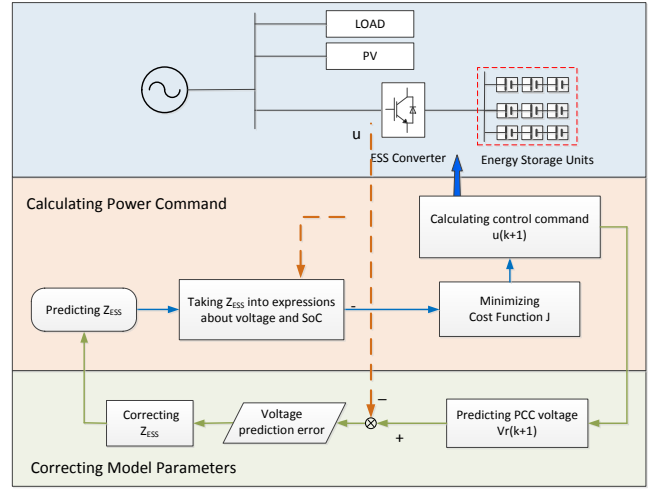 LOAD
PV
u
ESS Converter
Energy Storage Units
Calculating Power Command
Calculating control command
u(k+1)
Predicting ZESS
Taking ZESS into expressions
about voltage and SoC
-
Minimizing
Cost Function J
Correcting
ZESS
Voltage
prediction error
−
+
Predicting PCC voltage
Vr(k+1)
Correcting Model Parameters